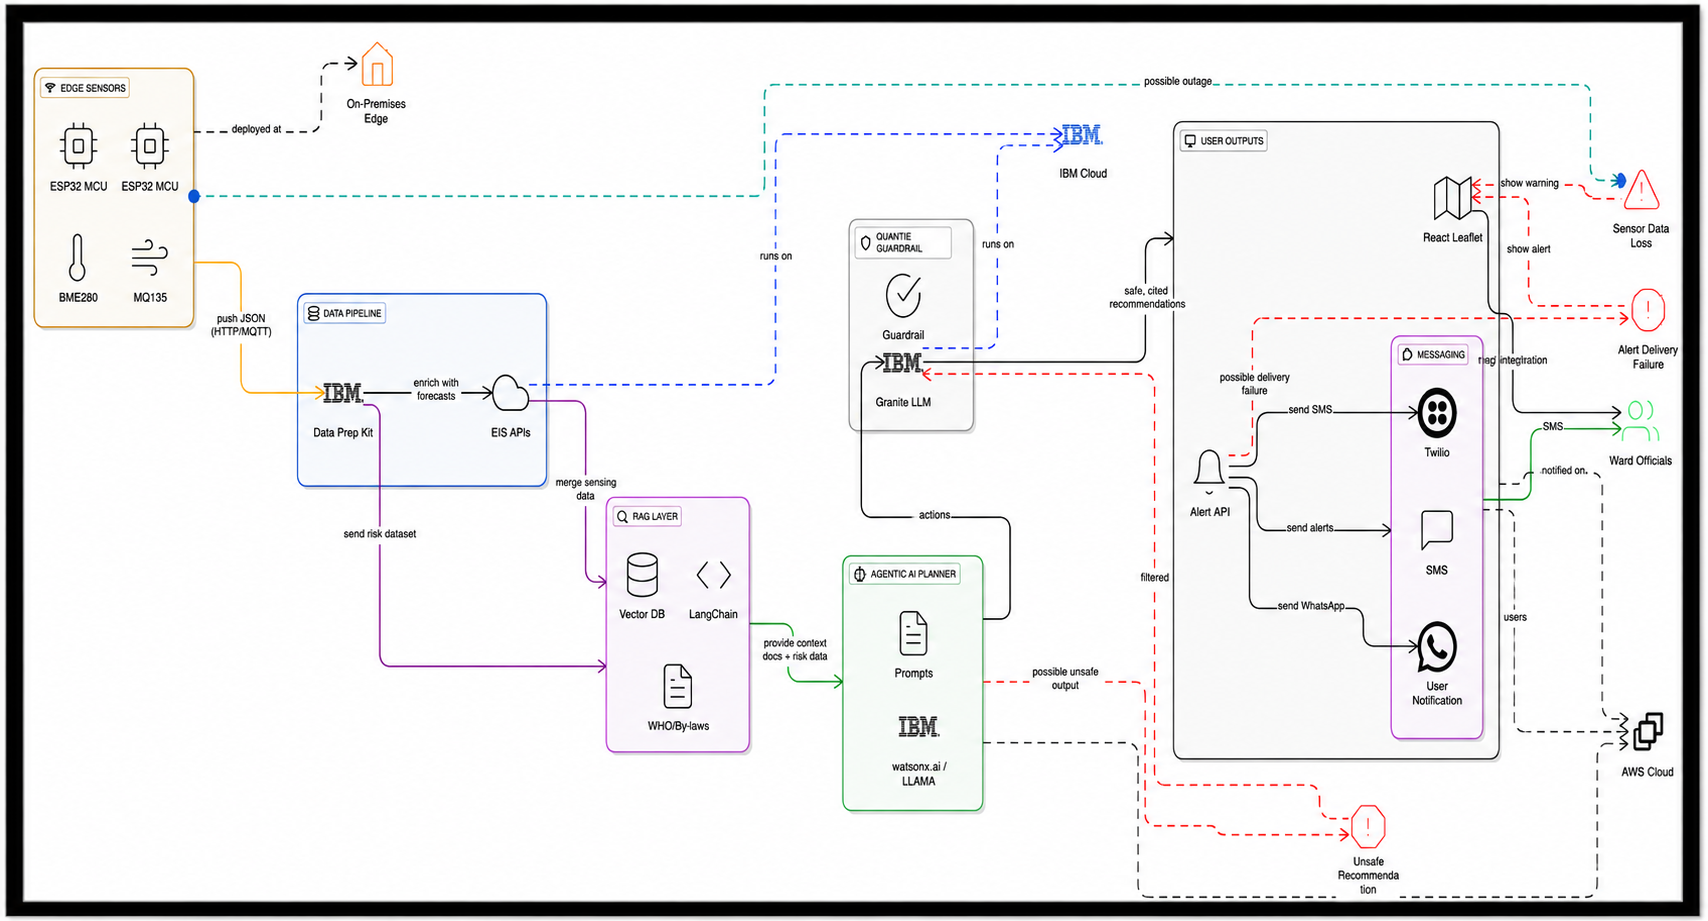 EDGE SENSORS
ESP32 MCU
ESP32 MCU
BME280
MQ135
deployed at
On-Premises
Edge
possible outage
push JSON
(HTTP/MQTT)
DATA PIPELINE
IBM
Data Prep Kit
enrich with
forecasts
EIS APIs
runs on
IBM
IBM Cloud
runs on
merge sensing
data
send risk dataset
RAG LAYER
Vector DB
LangChain
WHO/By-laws
provide context
docs + risk data
QUANTIE
GUARDRAIL
Guardrail
IBM
Granite LLM
actions
AGENTIC AI PLANNER
Prompts
IBM
watsonx.ai /
LLAMA
safe, cited
recommendations
possible unsafe
output
filtered
USER OUTPUTS
React Leaflet
show warning
show alert
Sensor Data
Loss
Alert Delivery
Failure
possible delivery
failure
Alert API
send SMS
send alerts
send WhatsApp
MESSAGING
Twilio
SMS
User
Notification
SMS
Ward Officials
notified on
users
AWS Cloud
Unsafe
Recommenda
tion